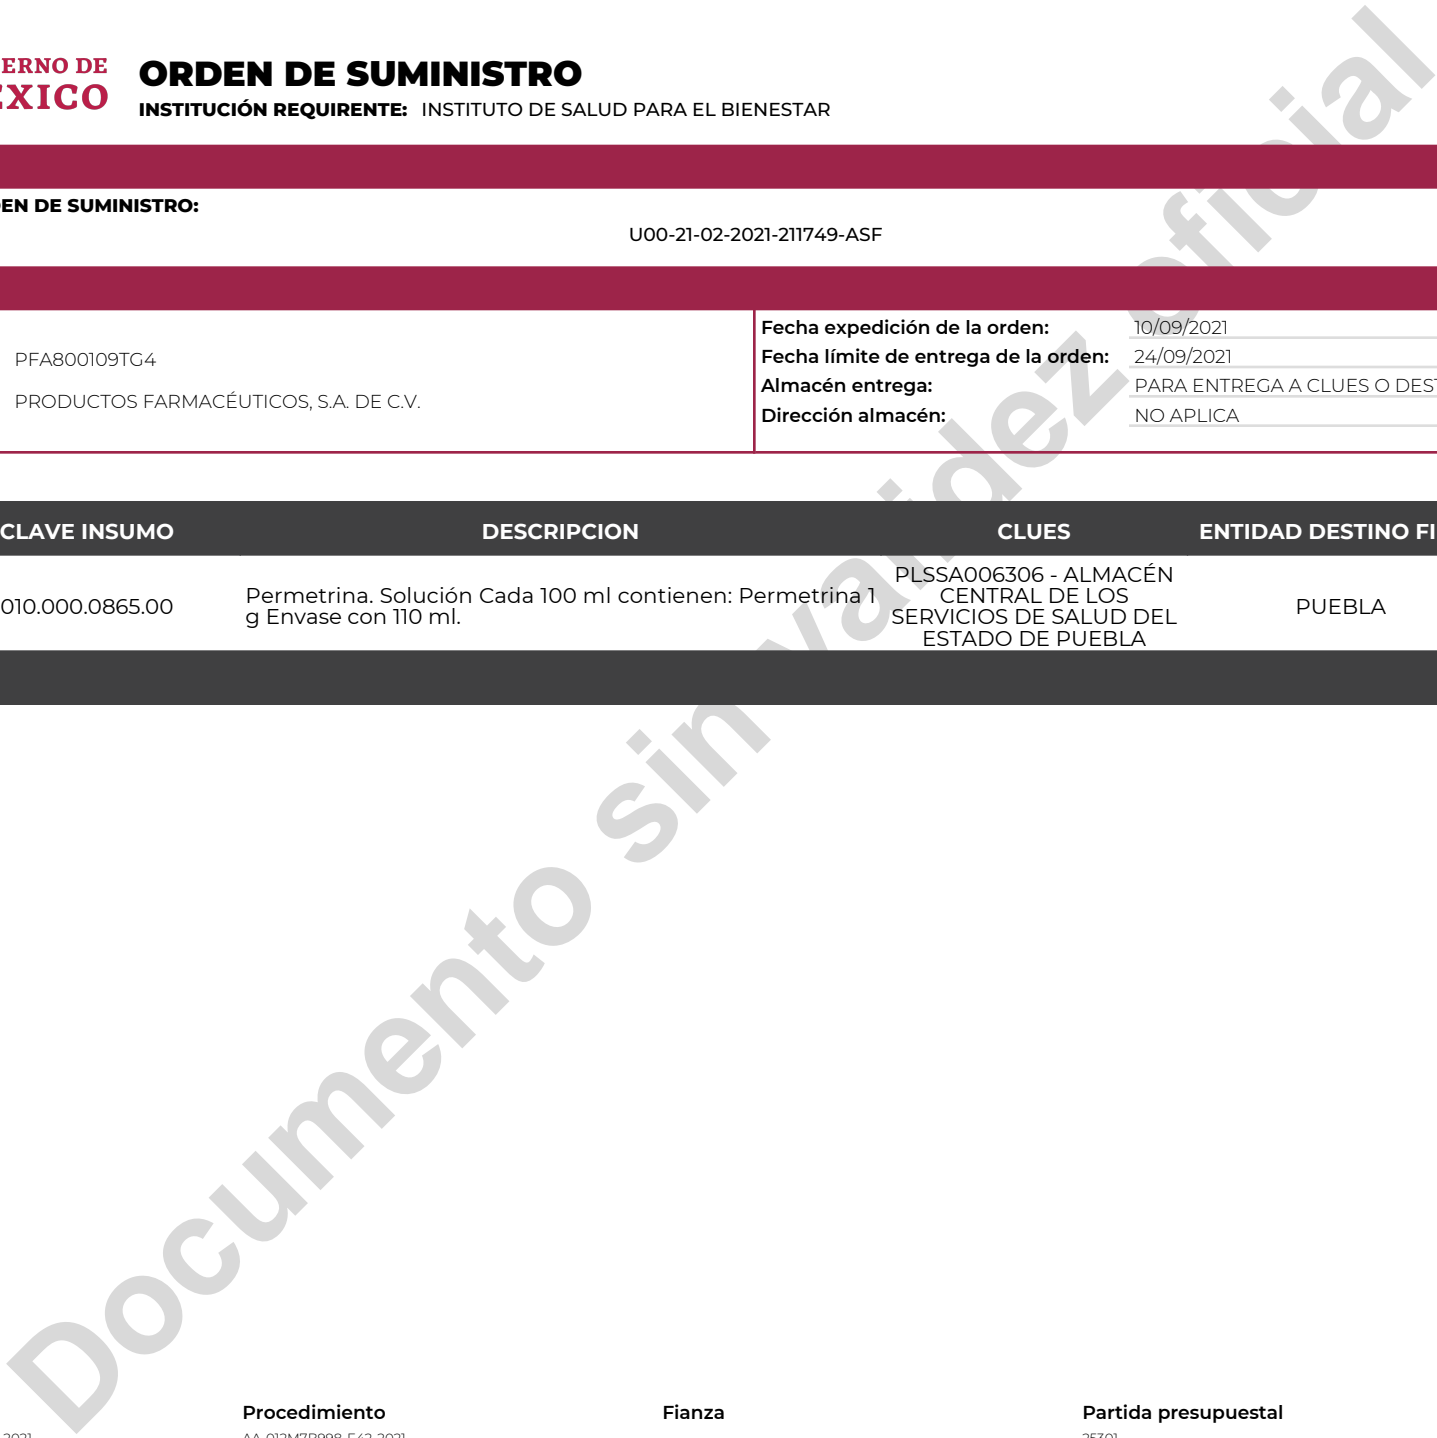 ERNO DE
EXICO
ORDEN DE SUMINISTRO
INSTITUCIÓN REQUIRENTE: INSTITUTO DE SALUD PARA EL BIENESTAR
EN DE SUMINISTRO:
U00-21-02-2021-211749-ASF
PFA800109TG4
PRODUCTOS FARMACÉUTICOS, S.A. DE C.V.
Fecha expedición de la orden: 10/09/2021
Fecha límite de entrega de la orden: 24/09/2021
Almacén entrega: PARA ENTREGA A CLUES O DEST
Dirección almacén: NO APLICA
CLAVE INSUMO DESCRIPCION CLUES ENTIDAD DESTINO FI
010.000.0865.00
Permetrina. Solución Cada 100 ml contienen: Permetrina 1
g Envase con 110 ml.
PLSSA006306 - ALMACÉN
CENTRAL DE LOS
SERVICIOS DE SALUD DEL
ESTADO DE PUEBLA
PUEBLA
Documento sin validez oficial
Procedimiento Fianza Partida presupuestal